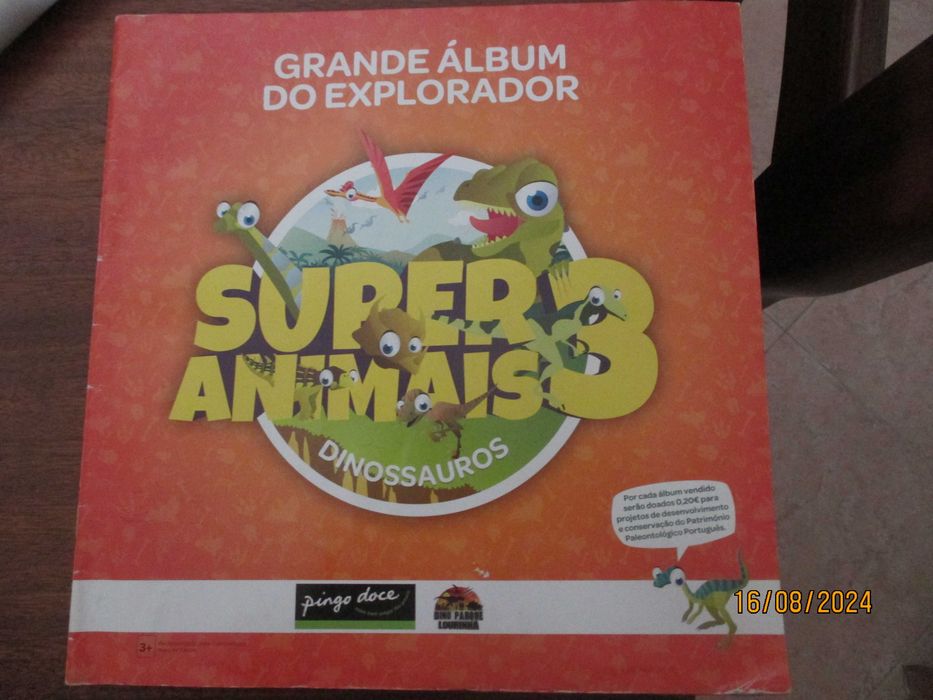 GRANDE ÁLBUM
DO EXPLORADOR
SUPER
ANIMAIS 3
DINOSSAUROS
Por cada álbum vendido
serão doados 0,20€ para
projetos de desenvolvimento
e conservação do Património
Paleontológico Português.
pingo doce
DINO PARQUE
LOURINHÃ
3+
16/08/2024